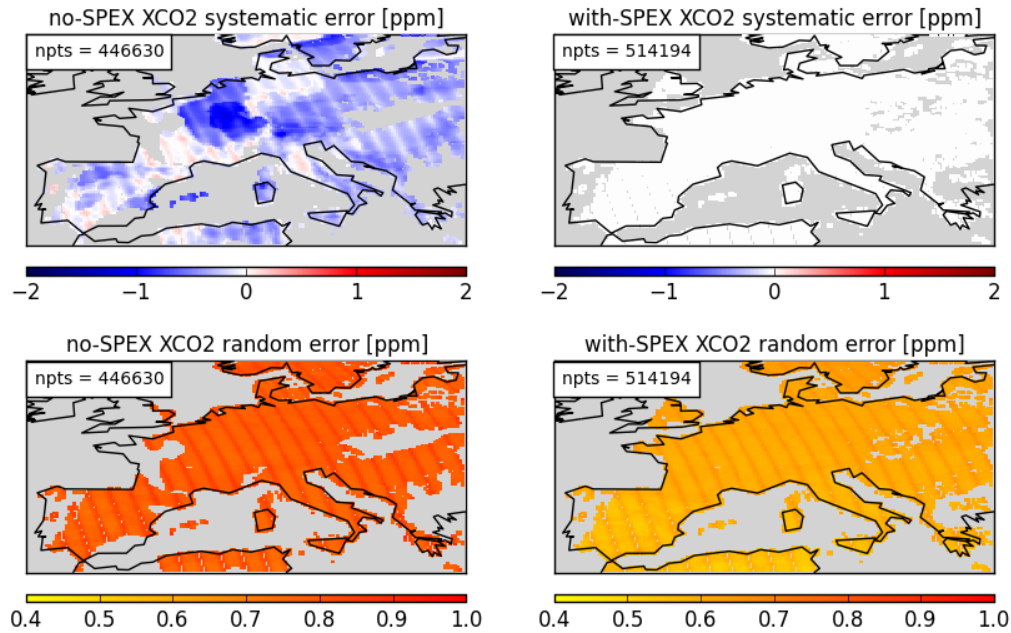 no-SPEX XCO2 systematic error [ppm]
npts = 446630
−2 −1 0 1 2
with-SPEX XCO2 systematic error [ppm]
npts = 514194
−2 −1 0 1 2
no-SPEX XCO2 random error [ppm]
npts = 446630
0.4 0.5 0.6 0.7 0.8 0.9 1.0
with-SPEX XCO2 random error [ppm]
npts = 514194
0.4 0.5 0.6 0.7 0.8 0.9 1.0